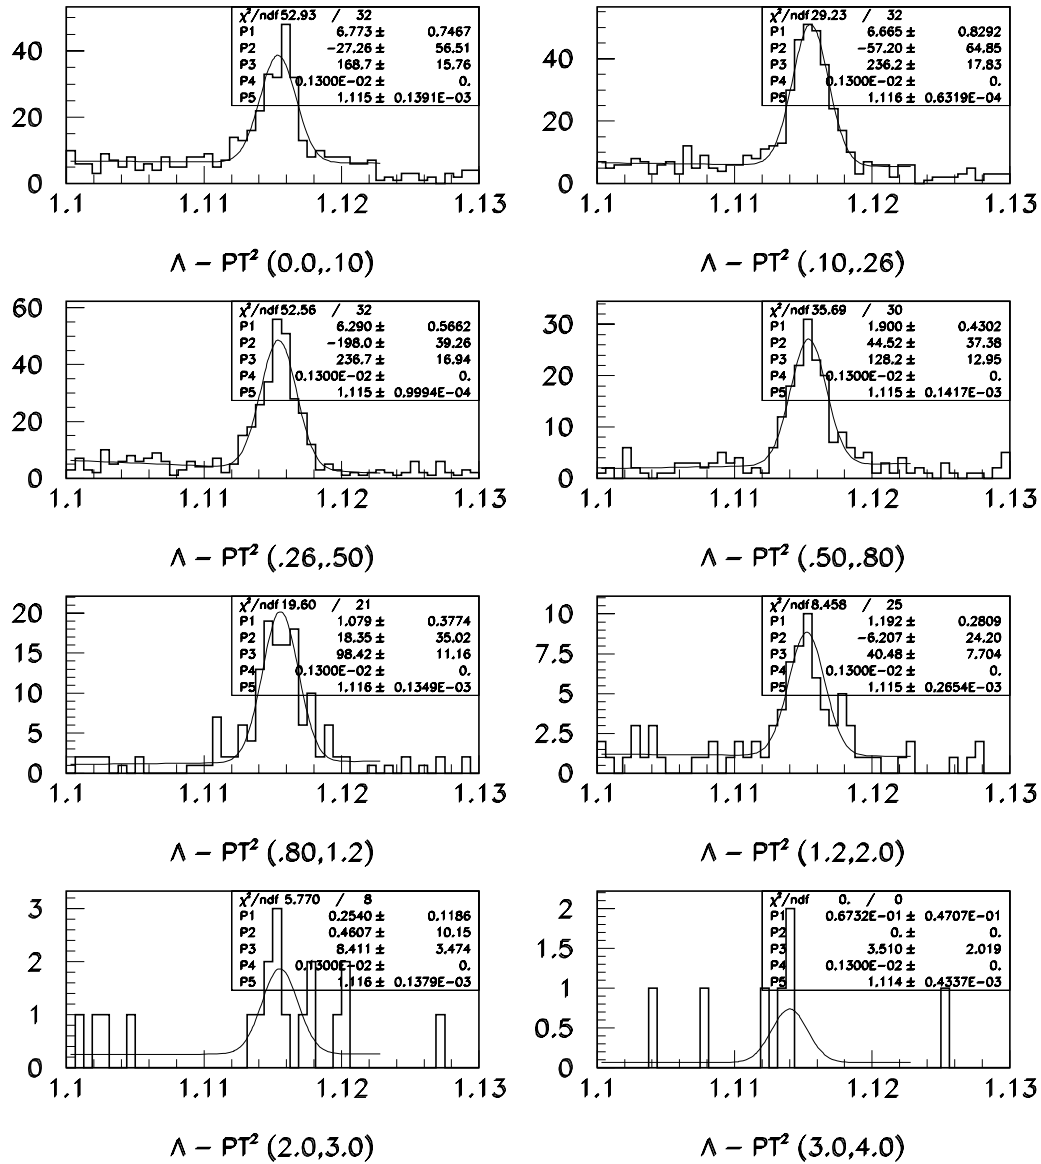 χ²/ndf 52.93 / 32
P1 6.773 ± 0.7467
P2 −27.26 ± 56.51
P3 168.7 ± 15.76
P4 0.1300E−02 ± 0.
P5 1.115 ± 0.1391E−03
40
20
0
1.1 1.11 1.12 1.13
Λ − PT² (0.0,.10)
χ²/ndf 29.23 / 32
P1 6.665 ± 0.8292
P2 −57.20 ± 64.85
P3 236.2 ± 17.83
P4 0.1300E−02 ± 0.
P5 1.116 ± 0.6319E−04
40
20
0
1.1 1.11 1.12 1.13
Λ − PT² (.10,.26)
χ²/ndf 52.56 / 32
P1 6.290 ± 0.5662
P2 −198.0 ± 39.26
P3 236.7 ± 16.94
P4 0.1300E−02 ± 0.
P5 1.115 ± 0.9994E−04
60
40
20
0
1.1 1.11 1.12 1.13
Λ − PT² (.26,.50)
χ²/ndf 35.69 / 30
P1 1.900 ± 0.4302
P2 44.52 ± 37.38
P3 128.2 ± 12.95
P4 0.1300E−02 ± 0.
P5 1.115 ± 0.1417E−03
30
20
10
0
1.1 1.11 1.12 1.13
Λ − PT² (.50,.80)
χ²/ndf 19.60 / 21
P1 1.079 ± 0.3774
P2 18.35 ± 35.02
P3 98.42 ± 11.16
P4 0.1300E−02 ± 0.
P5 1.116 ± 0.1349E−03
20
15
10
5
0
1.1 1.11 1.12 1.13
Λ − PT² (.80,1.2)
χ²/ndf 8.458 / 25
P1 1.192 ± 0.2809
P2 −6.207 ± 24.20
P3 40.48 ± 7.704
P4 0.1300E−02 ± 0.
P5 1.115 ± 0.2654E−03
10
7.5
5
2.5
0
1.1 1.11 1.12 1.13
Λ − PT² (1.2,2.0)
χ²/ndf 5.770 / 8
P1 0.2540 ± 0.1186
P2 0.4607 ± 10.15
P3 8.411 ± 3.474
P4 0.1300E−02 ± 0.
P5 1.116 ± 0.1379E−03
3
2
1
0
1.1 1.11 1.12 1.13
Λ − PT² (2.0,3.0)
χ²/ndf 0. / 0
P1 0.6732E−01 ± 0.4707E−01
P2 0. ± 0.
P3 3.510 ± 2.019
P4 0.1300E−02 ± 0.
P5 1.114 ± 0.4337E−03
2
1.5
1
0.5
0
1.1 1.11 1.12 1.13
Λ − PT² (3.0,4.0)